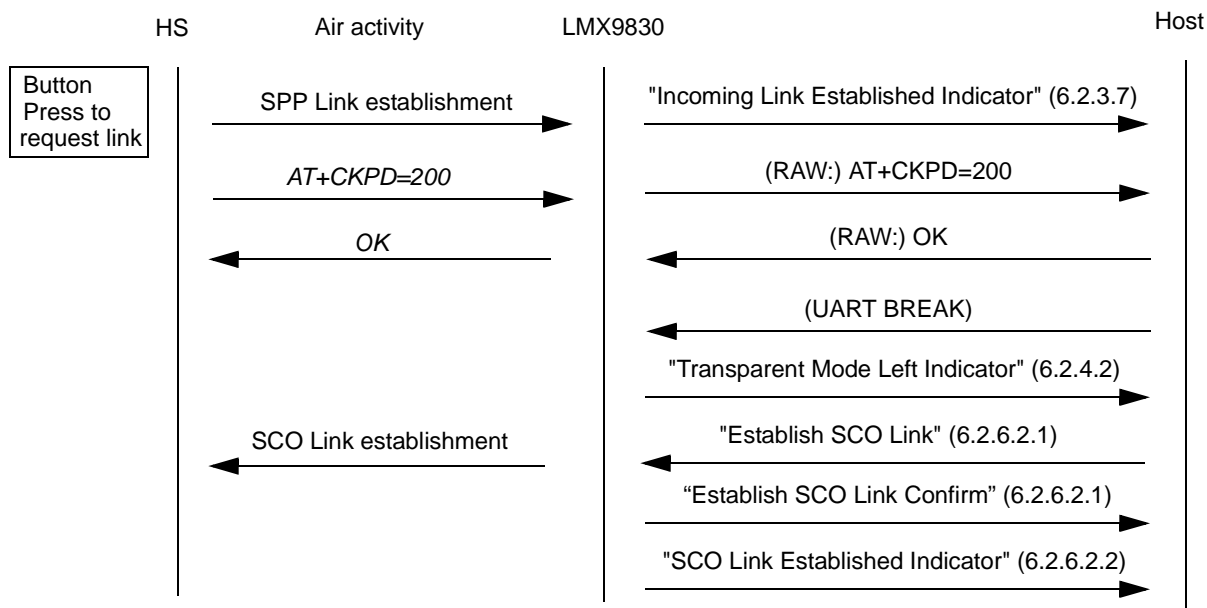 HS Air activity LMX9830 Host
Button
Press to
request link
SPP Link establishment
"Incoming Link Established Indicator" (6.2.3.7)
AT+CKPD=200
(RAW:) AT+CKPD=200
OK
(RAW:) OK
(UART BREAK)
"Transparent Mode Left Indicator" (6.2.4.2)
SCO Link establishment
"Establish SCO Link" (6.2.6.2.1)
“Establish SCO Link Confirm” (6.2.6.2.1)
"SCO Link Established Indicator" (6.2.6.2.2)